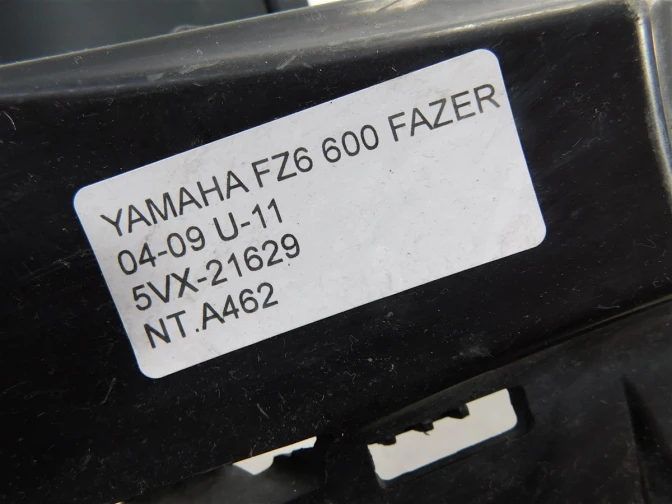 YAMAHA FZ6 600 FAZER
04-09 U-11
5VX-21629
NT.A462